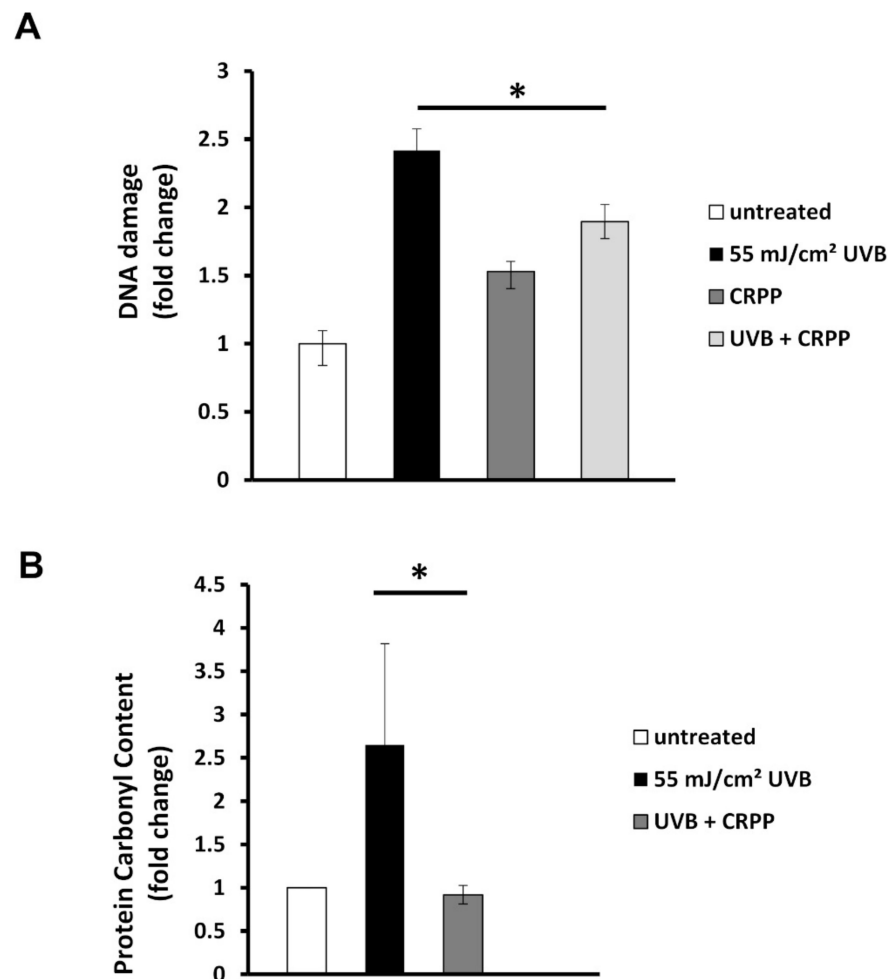 A
DNA damage
(fold change)
3
2.5
2
1.5
1
0.5
0
*
untreated
55 mJ/cm² UVB
CRPP
UVB + CRPP
B
Protein Carbonyl Content
(fold change)
4.5
4
3.5
3
2.5
2
1.5
1
0.5
0
*
untreated
55 mJ/cm² UVB
UVB + CRPP